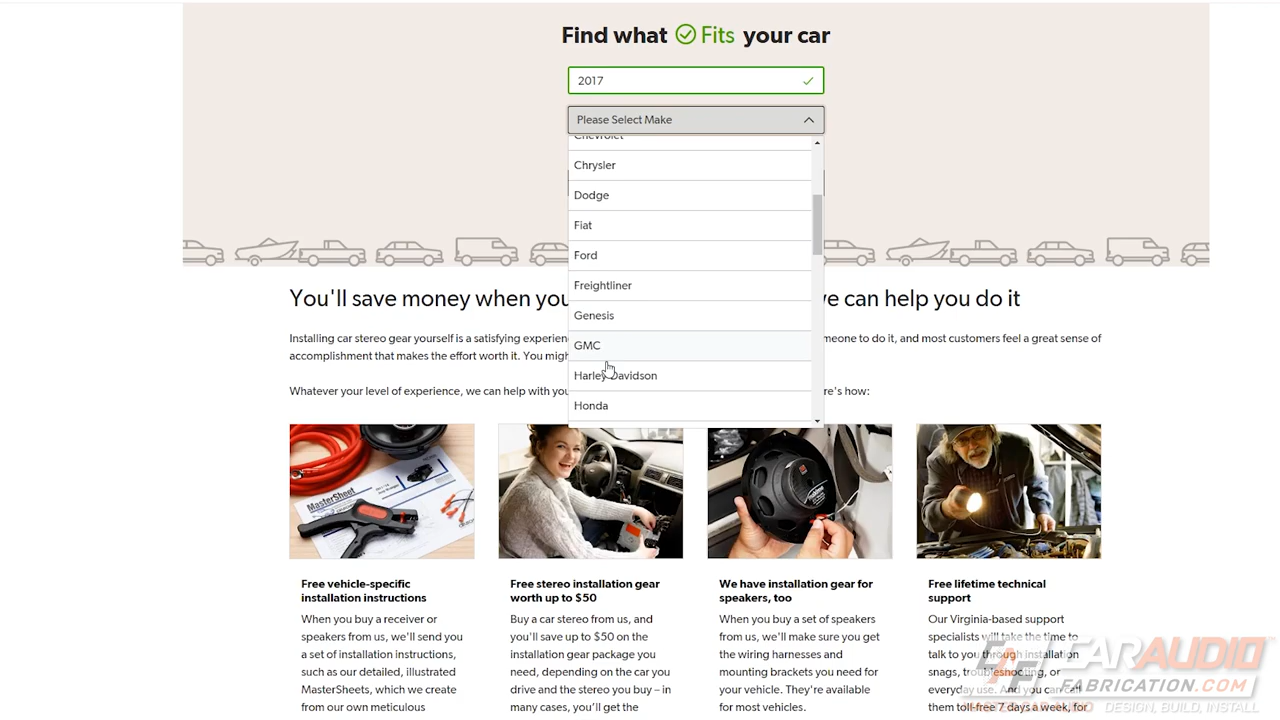 Find what Fits your car
2017
Please Select Make
Chevrolet
Chrysler
Dodge
Fiat
Ford
Freightliner
Genesis
GMC
Harley Davidson
Honda
You'll save money when you we can help you do it
Installing car stereo gear yourself is a satisfying experien meone to do it, and most customers feel a great sense of
accomplishment that makes the effort worth it. You migh
Whatever your level of experience, we can help with you re's how:
MasterSheet
Free vehicle-specific
installation instructions
When you buy a receiver or
speakers from us, we'll send you
a set of installation instructions,
such as our detailed, illustrated
MasterSheets, which we create
from our own meticulous
Free stereo installation gear
worth up to $50
Buy a car stereo from us, and
you'll save up to $50 on the
installation gear package you
need, depending on the car you
drive and the stereo you buy – in
many cases, you'll get the
We have installation gear for
speakers, too
When you buy a set of speakers
from us, we'll make sure you get
the wiring harnesses and
mounting brackets you need for
your vehicle. They're available
for most vehicles.
Free lifetime technical
support
Our Virginia-based support
specialists will take the time to
talk to you through installation
snags, troubleshooting, or
everyday use. And you can call
them toll-free 7 days a week, for
CAF CARAUDIO
FABRICATION.COM
DESIGN, BUILD, INSTALL